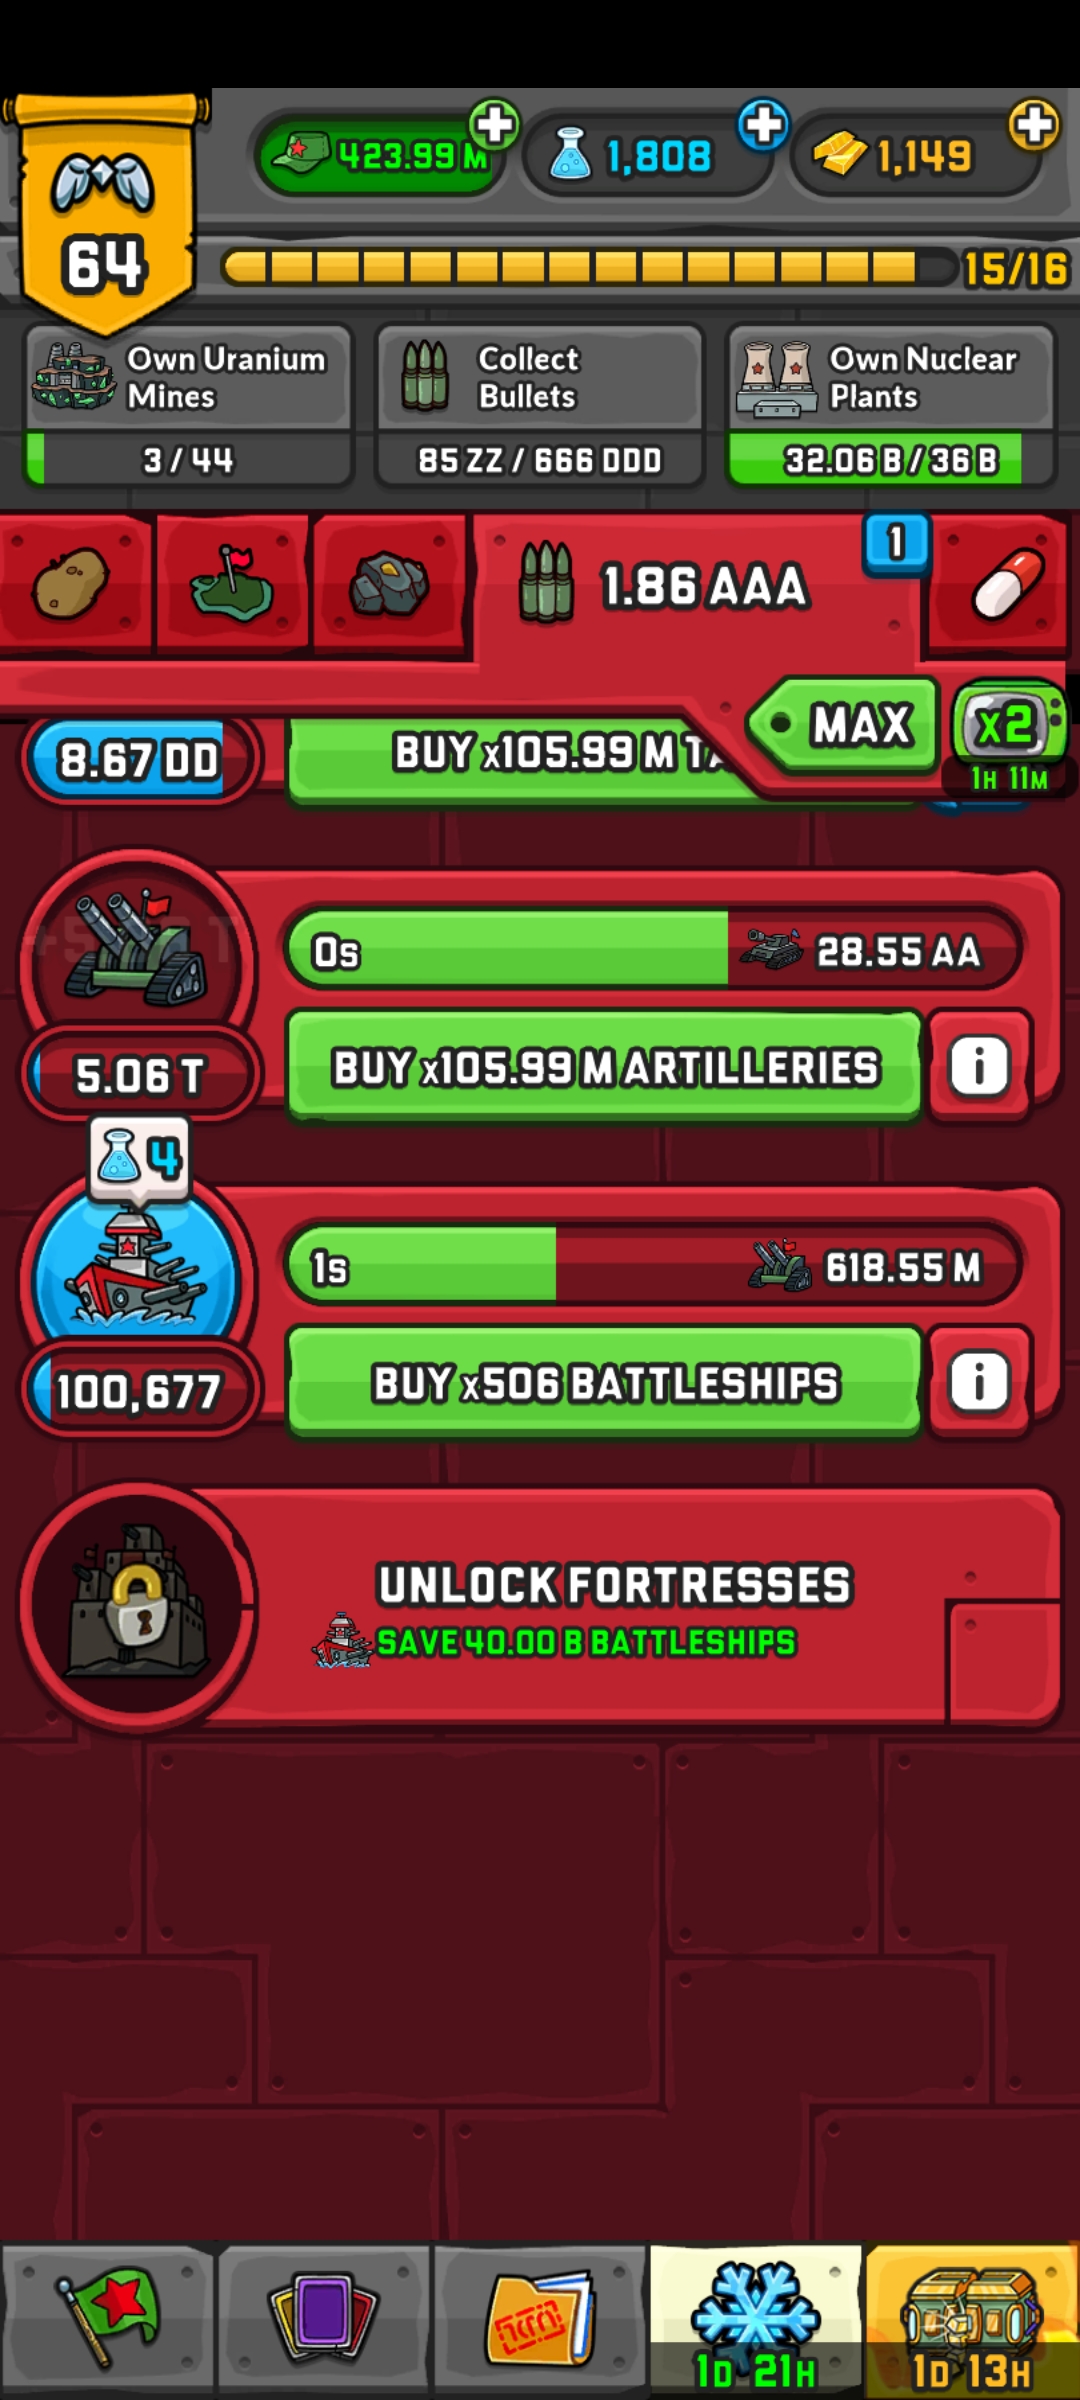 423.99 M
1,808
1,149
64
15/16
Own Uranium
Mines
3 / 44
Collect
Bullets
85 ZZ / 666 DDD
Own Nuclear
Plants
32.06 B / 36 B
1.86 AAA
1
MAX
x2
1H 11M
8.67 DD
BUY x105.99 M
0s
28.55 AA
5.06 T
BUY x105.99 M ARTILLERIES
4
1s
618.55 M
100,677
BUY x506 BATTLESHIPS
UNLOCK FORTRESSES
SAVE 40.00 B BATTLESHIPS
1D 21H
1D 13H